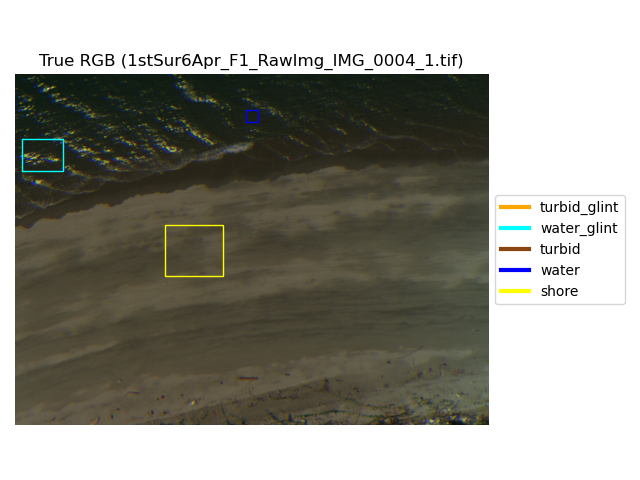 True RGB (1stSur6Apr_F1_RawImg_IMG_0004_1.tif)
turbid_glint
water_glint
turbid
water
shore